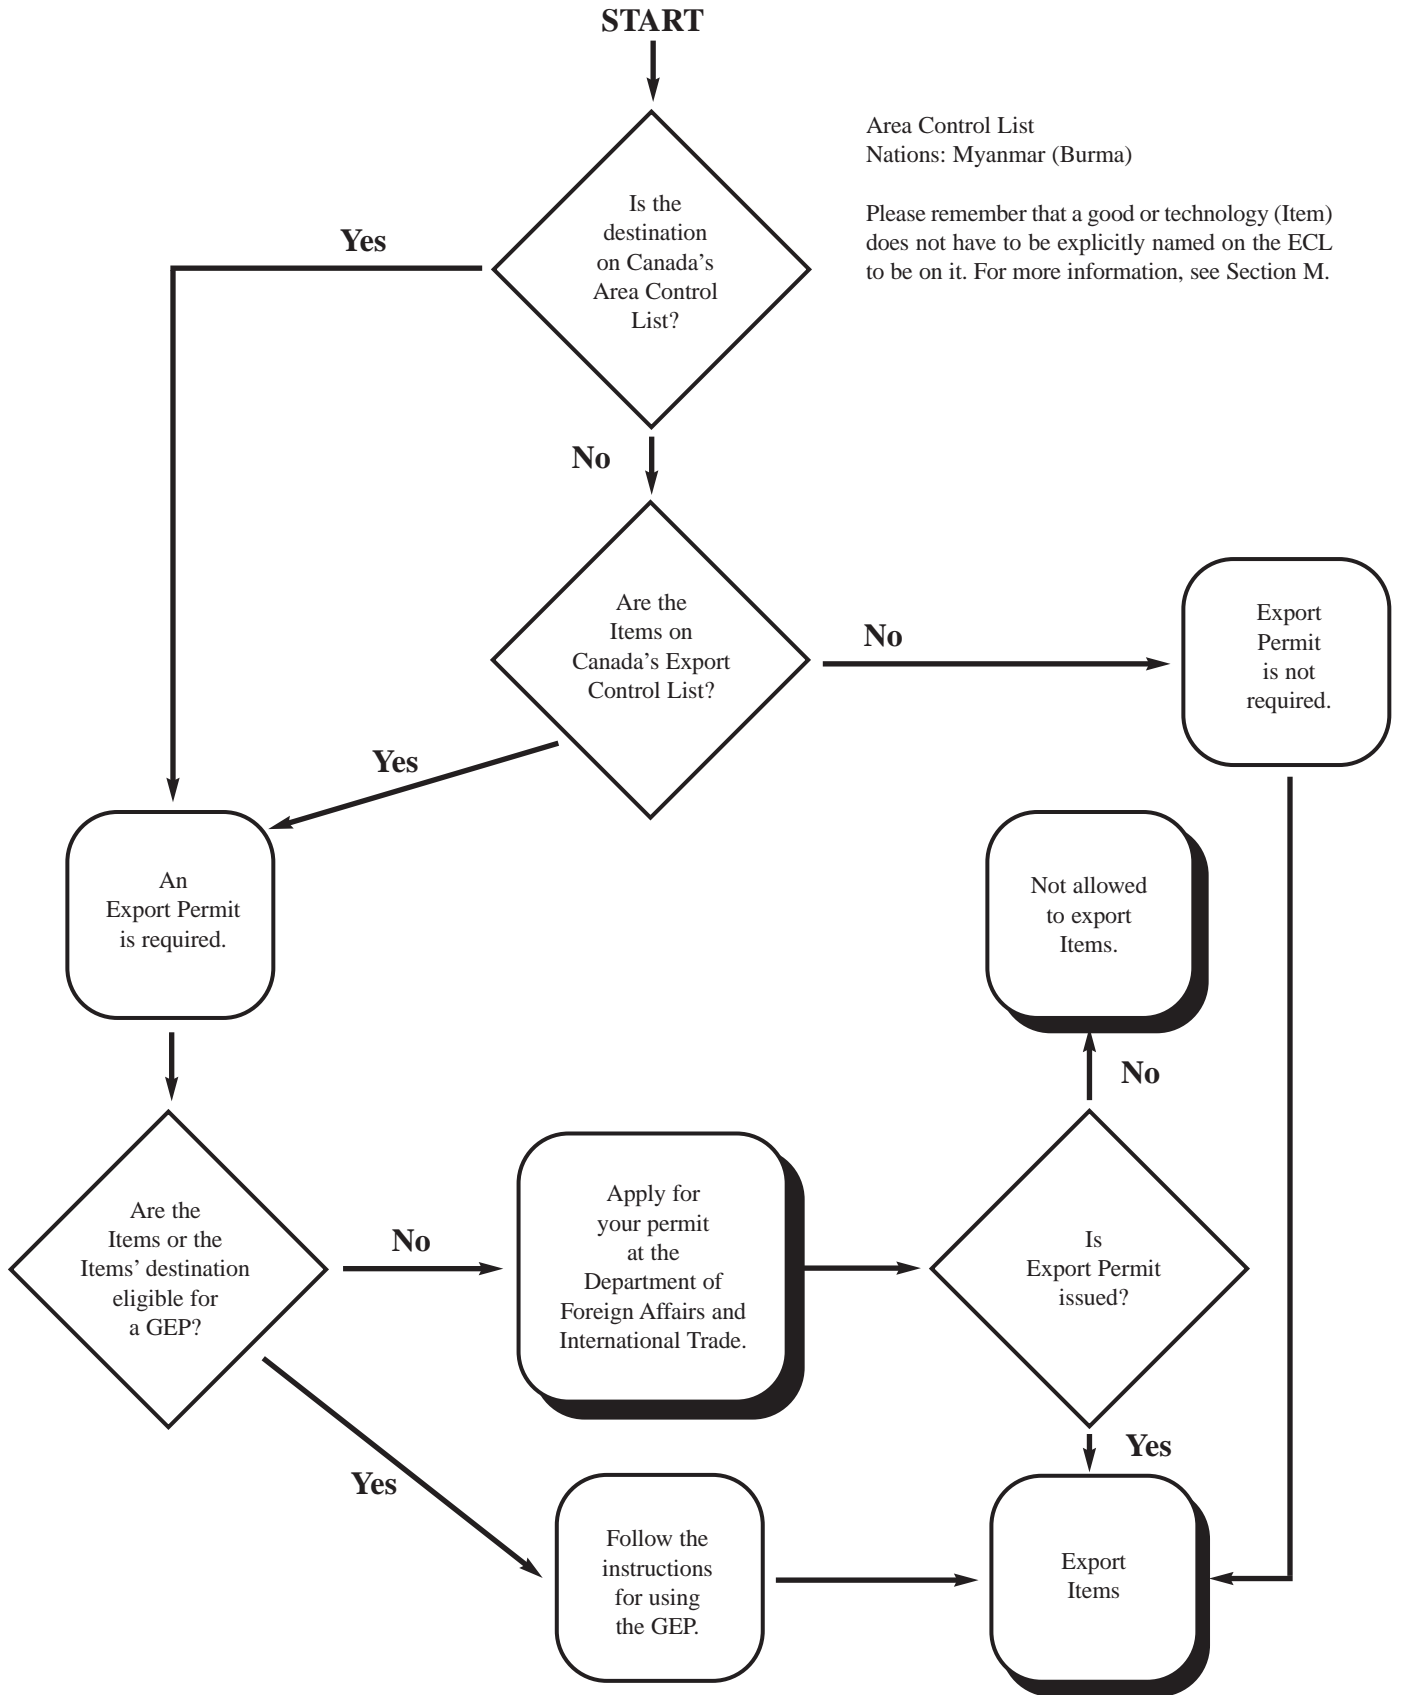 START
Area Control List
Nations: Myanmar (Burma)
Please remember that a good or technology (Item)
does not have to be explicitly named on the ECL
to be on it. For more information, see Section M.
Is the
destination
on Canada’s
Area Control
List?
Yes
No
Are the
Items on
Canada’s Export
Control List?
No
Export
Permit
is not
required.
Yes
An
Export Permit
is required.
Not allowed
to export
Items.
No
Are the
Items or the
Items’ destination
eligible for
a GEP?
No
Apply for
your permit
at the
Department of
Foreign Affairs and
International Trade.
Is
Export Permit
issued?
Yes
Yes
Follow the
instructions
for using
the GEP.
Export
Items